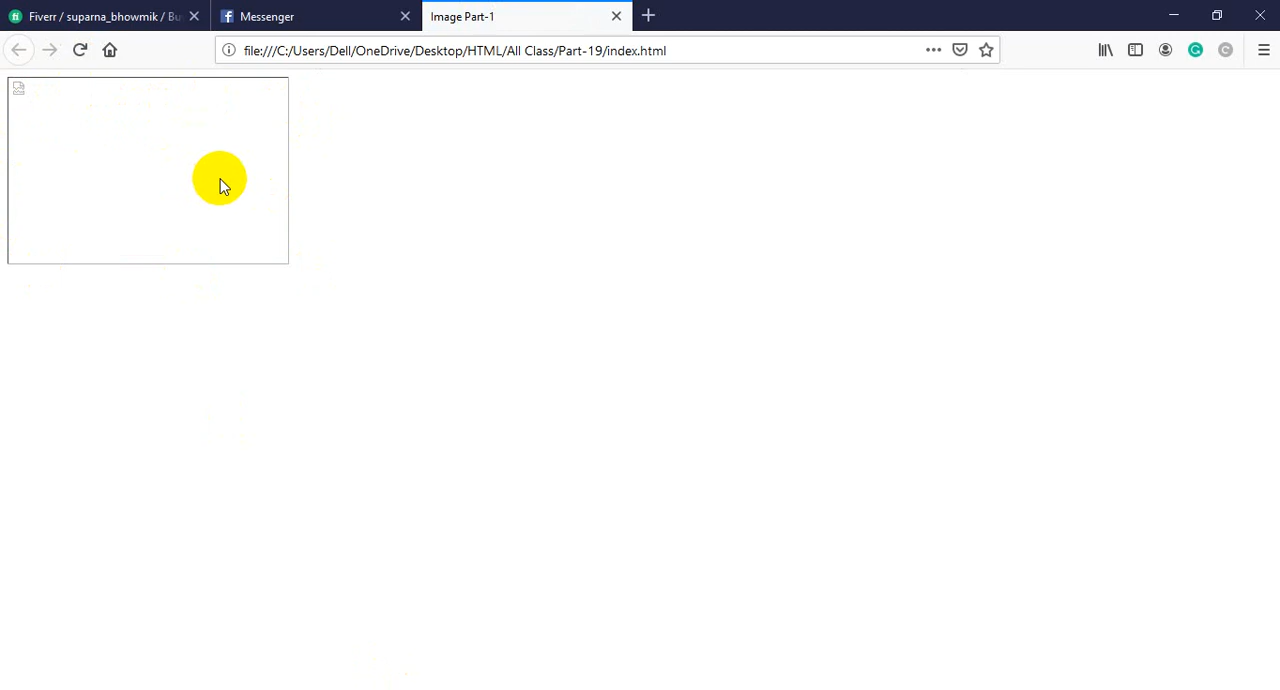 Fiverr / suparna_bhowmik / Bu
Messenger
Image Part-1
file:///C:/Users/Dell/OneDrive/Desktop/HTML/All Class/Part-19/index.html